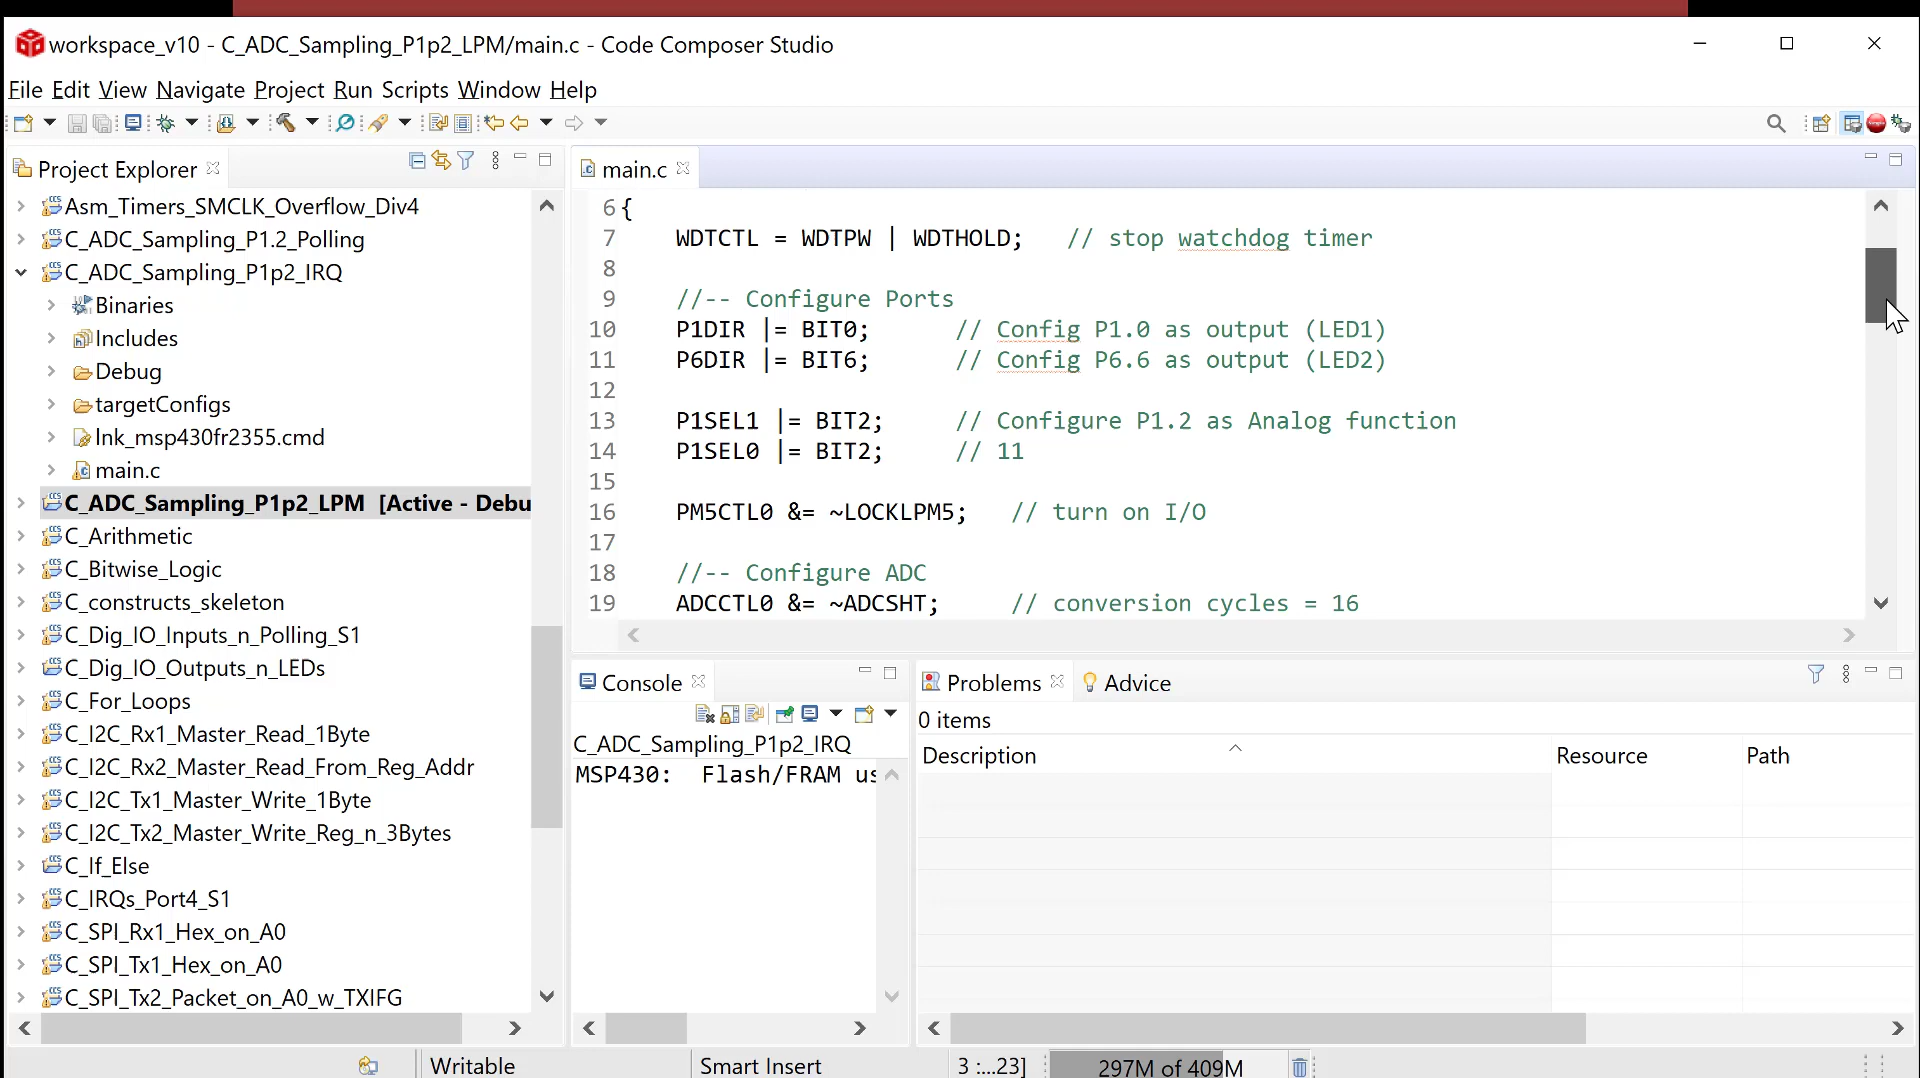 workspace_v10 - C_ADC_Sampling_P1p2_LPM/main.c - Code Composer Studio
File Edit View Navigate Project Run Scripts Window Help
Project Explorer
Asm_Timers_SMCLK_Overflow_Div4
C_ADC_Sampling_P1.2_Polling
C_ADC_Sampling_P1p2_IRQ
Binaries
Includes
Debug
targetConfigs
lnk_msp430fr2355.cmd
main.c
C_ADC_Sampling_P1p2_LPM [Active - Debu
C_Arithmetic
C_Bitwise_Logic
C_constructs_skeleton
C_Dig_IO_Inputs_n_Polling_S1
C_Dig_IO_Outputs_n_LEDs
C_For_Loops
C_I2C_Rx1_Master_Read_1Byte
C_I2C_Rx2_Master_Read_From_Reg_Addr
C_I2C_Tx1_Master_Write_1Byte
C_I2C_Tx2_Master_Write_Reg_n_3Bytes
C_If_Else
C_IRQs_Port4_S1
C_SPI_Rx1_Hex_on_A0
C_SPI_Tx1_Hex_on_A0
C_SPI_Tx2_Packet_on_A0_w_TXIFG
main.c
6 {
7 WDTCTL = WDTPW | WDTHOLD; // stop watchdog timer
8
9 //-- Configure Ports
10 P1DIR |= BIT0; // Config P1.0 as output (LED1)
11 P6DIR |= BIT6; // Config P6.6 as output (LED2)
12
13 P1SEL1 |= BIT2; // Configure P1.2 as Analog function
14 P1SEL0 |= BIT2; // 11
15
16 PM5CTL0 &= ~LOCKLPM5; // turn on I/O
17
18 //-- Configure ADC
19 ADCCTL0 &= ~ADCSHT; // conversion cycles = 16
Console
C_ADC_Sampling_P1p2_IRQ
MSP430: Flash/FRAM us
Problems Advice
0 items
Description Resource Path
Writable Smart Insert 3 :...23] 297M of 409M